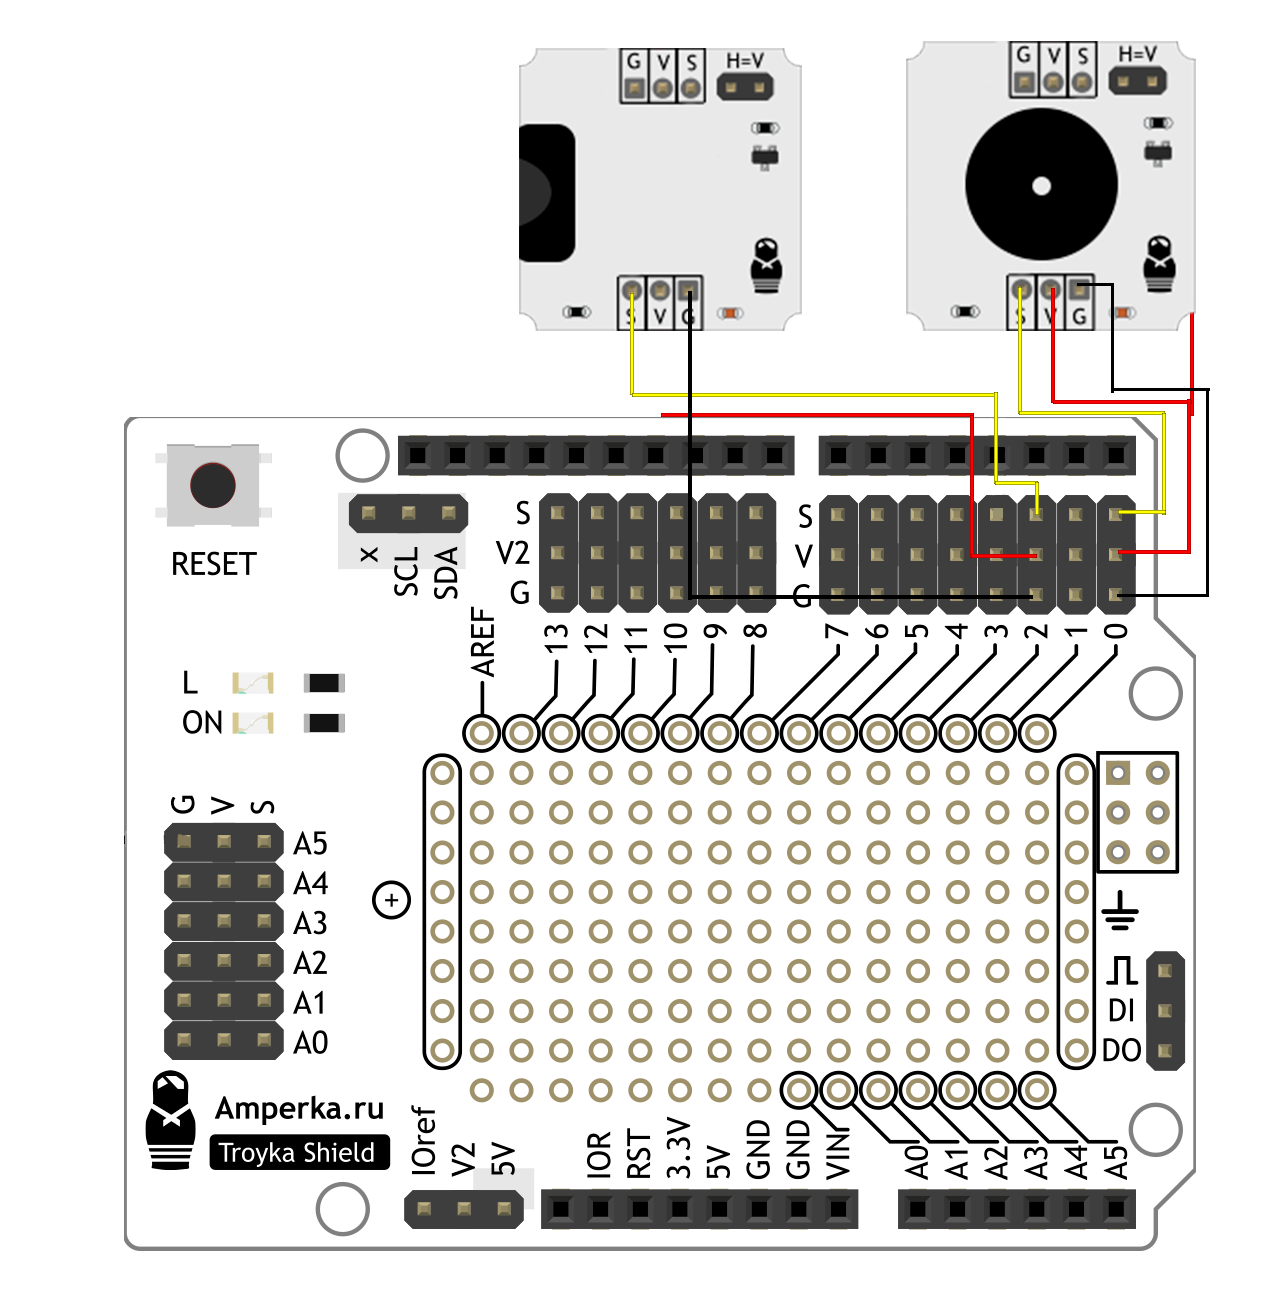 G V S H=V
G V S H=V
S V G
S V G
RESET
x SCL SDA
S
V2
G
S
V
G
AREF 13 12 11 10 9 8 7 6 5 4 3 2 1 0
L
ON
G V S
A5
A4
A3
A2
A1
A0
+
DI
DO
Amperka.ru
Troyka Shield
IOref V2 5V
IOR RST 3.3V 5V GND GND VIN
A0 A1 A2 A3 A4 A5